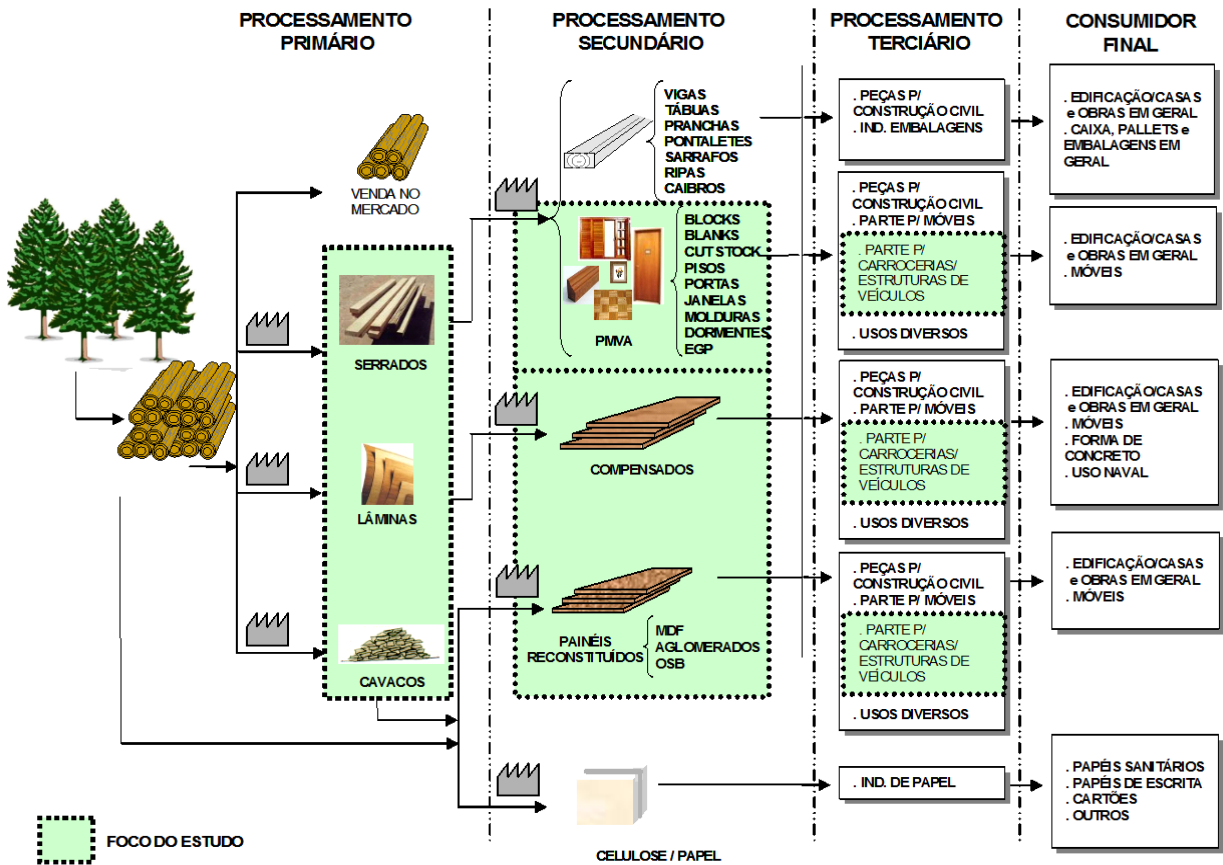 PROCESSAMENTO
PRIMÁRIO
PROCESSAMENTO
SECUNDÁRIO
PROCESSAMENTO
TERCIÁRIO
CONSUMIDOR
FINAL
VENDA NO
MERCADO
SERRADOS
LÂMINAS
CAVACOS
VIGAS
TÁBUAS
PRANCHAS
PONTALETES
SARRAFOS
RIPAS
CAIBROS
BLOCKS
BLANKS
CUT STOCK
PISOS
PORTAS
JANELAS
MOLDURAS
DORMENTES
EGP
PMVA
COMPENSADOS
PAINÉIS
RECONSTITUÍDOS
MDF
AGLOMERADOS
OSB
CELULOSE / PAPEL
. PEÇAS P/
CONSTRUÇÃO CIVIL
. IND. EMBALAGENS
. PEÇAS P/
CONSTRUÇÃO CIVIL
. PARTE P/ MÓVEIS
. PARTE P/
CARROCERIAS/
ESTRUTURAS DE
VEÍCULOS
. USOS DIVERSOS
. PEÇAS P/
CONSTRUÇÃO CIVIL
. PARTE P/ MÓVEIS
. PARTE P/
CARROCERIAS/
ESTRUTURAS DE
VEÍCULOS
. USOS DIVERSOS
. PEÇAS P/
CONSTRUÇÃO CIVIL
. PARTE P/ MÓVEIS
. PARTE P/
CARROCERIAS/
ESTRUTURAS DE
VEÍCULOS
. USOS DIVERSOS
. IND. DE PAPEL
. EDIFICAÇÃO/CASAS
e OBRAS EM GERAL
. CAIXA, PALLETS e
EMBALAGENS EM
GERAL
. EDIFICAÇÃO/CASAS
e OBRAS EM GERAL
. MÓVEIS
. EDIFICAÇÃO/CASAS
e OBRAS EM GERAL
. MÓVEIS
. FORMA DE
CONCRETO
. USO NAVAL
. EDIFICAÇÃO/CASAS
e OBRAS EM GERAL
. MÓVEIS
. PAPÉIS SANITÁRIOS
. PAPÉIS DE ESCRITA
. CARTÕES
. OUTROS
FOCO DO ESTUDO